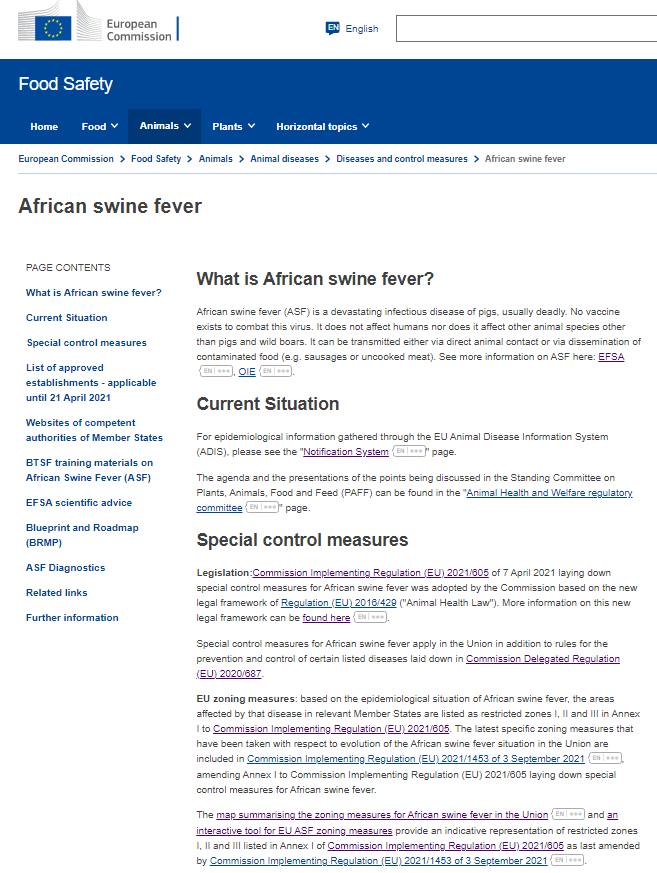 European
Commission
EN English
Food Safety
Home Food Animals Plants Horizontal topics
European Commission > Food Safety > Animals > Animal diseases > Diseases and control measures > African swine fever
African swine fever
PAGE CONTENTS
What is African swine fever?
Current Situation
Special control measures
List of approved
establishments - applicable
until 21 April 2021
Websites of competent
authorities of Member States
BTSF training materials on
African Swine Fever (ASF)
EFSA scientific advice
Blueprint and Roadmap
(BRMP)
ASF Diagnostics
Related links
Further information
What is African swine fever?
African swine fever (ASF) is a devastating infectious disease of pigs, usually deadly. No vaccine
exists to combat this virus. It does not affect humans nor does it affect other animal species other
than pigs and wild boars. It can be transmitted either via direct animal contact or via dissemination of
contaminated food (e.g. sausages or uncooked meat). See more information on ASF here: EFSA
EN ●●●, OIE EN ●●●.
Current Situation
For epidemiological information gathered through the EU Animal Disease Information System
(ADIS), please see the "Notification System EN ●●●" page.
The agenda and the presentations of the points being discussed in the Standing Committee on
Plants, Animals, Food and Feed (PAFF) can be found in the "Animal Health and Welfare regulatory
committee EN ●●●" page.
Special control measures
Legislation:Commission Implementing Regulation (EU) 2021/605 of 7 April 2021 laying down
special control measures for African swine fever was adopted by the Commission based on the new
legal framework of Regulation (EU) 2016/429 ("Animal Health Law"). More information on this new
legal framework can be found here EN ●●●.
Special control measures for African swine fever apply in the Union in addition to rules for the
prevention and control of certain listed diseases laid down in Commission Delegated Regulation
(EU) 2020/687.
EU zoning measures: based on the epidemiological situation of African swine fever, the areas
affected by that disease in relevant Member States are listed as restricted zones I, II and III in Annex
I to Commission Implementing Regulation (EU) 2021/605. The latest specific zoning measures that
have been taken with respect to evolution of the African swine fever situation in the Union are
included in Commission Implementing Regulation (EU) 2021/1453 of 3 September 2021 EN ●●●,
amending Annex I to Commission Implementing Regulation (EU) 2021/605 laying down special
control measures for African swine fever.
The map summarising the zoning measures for African swine fever in the Union EN ●●● and an
interactive tool for EU ASF zoning measures provide an indicative representation of restricted zones
I, II and III listed in Annex I of Commission Implementing Regulation (EU) 2021/605 as last amended
by Commission Implementing Regulation (EU) 2021/1453 of 3 September 2021 EN ●●●.